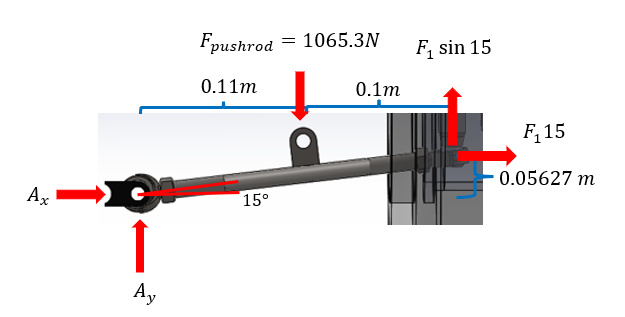 F_pushrod = 1065.3N
F_1 sin 15
0.11m
0.1m
F_1 15
0.05627 m
A_x
15°
A_y